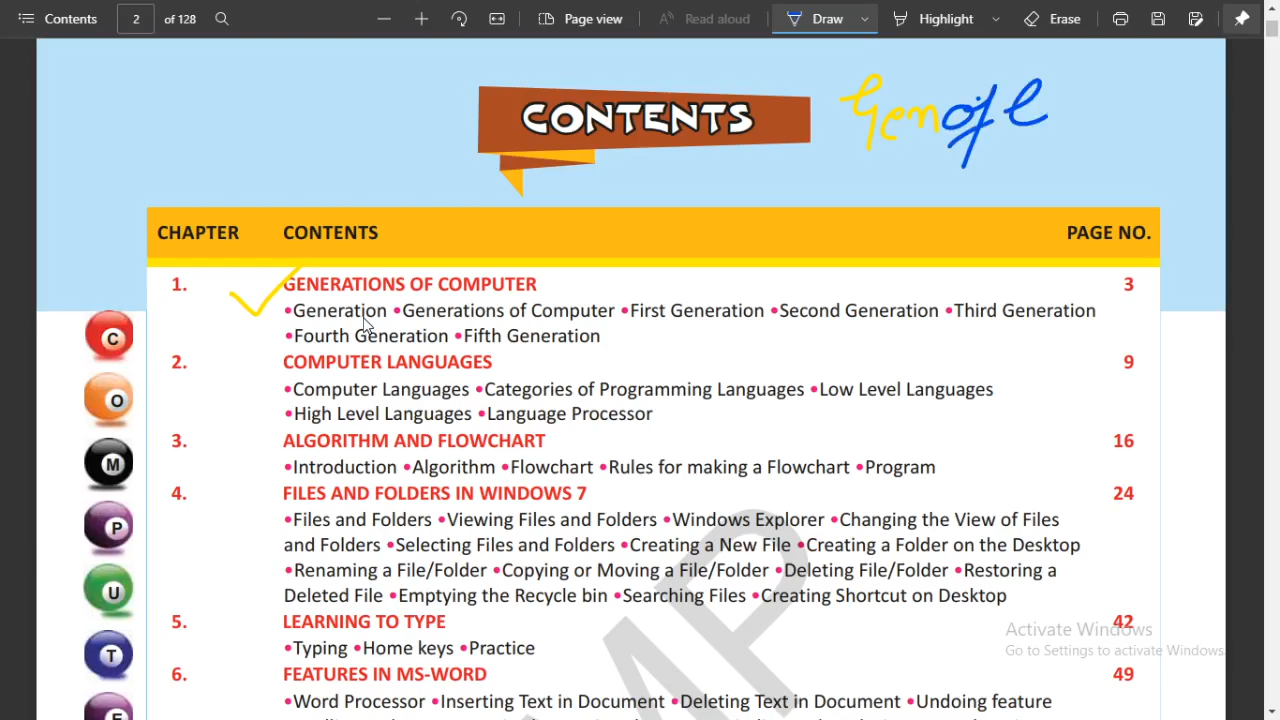 Contents 2 of 128 Page view Read aloud Draw Highlight Erase
CONTENTS
CHAPTER CONTENTS PAGE NO.
1. GENERATIONS OF COMPUTER 3
•Generation •Generations of Computer •First Generation •Second Generation •Third Generation
•Fourth Generation •Fifth Generation
2. COMPUTER LANGUAGES 9
•Computer Languages •Categories of Programming Languages •Low Level Languages
•High Level Languages •Language Processor
3. ALGORITHM AND FLOWCHART 16
•Introduction •Algorithm •Flowchart •Rules for making a Flowchart •Program
4. FILES AND FOLDERS IN WINDOWS 7 24
•Files and Folders •Viewing Files and Folders •Windows Explorer •Changing the View of Files
and Folders •Selecting Files and Folders •Creating a New File •Creating a Folder on the Desktop
•Renaming a File/Folder •Copying or Moving a File/Folder •Deleting File/Folder •Restoring a
Deleted File •Emptying the Recycle bin •Searching Files •Creating Shortcut on Desktop
5. LEARNING TO TYPE 42
•Typing •Home keys •Practice
6. FEATURES IN MS-WORD 49
•Word Processor •Inserting Text in Document •Deleting Text in Document •Undoing feature
C
O
M
P
U
T
Activate Windows
Go to Settings to activate Windows.